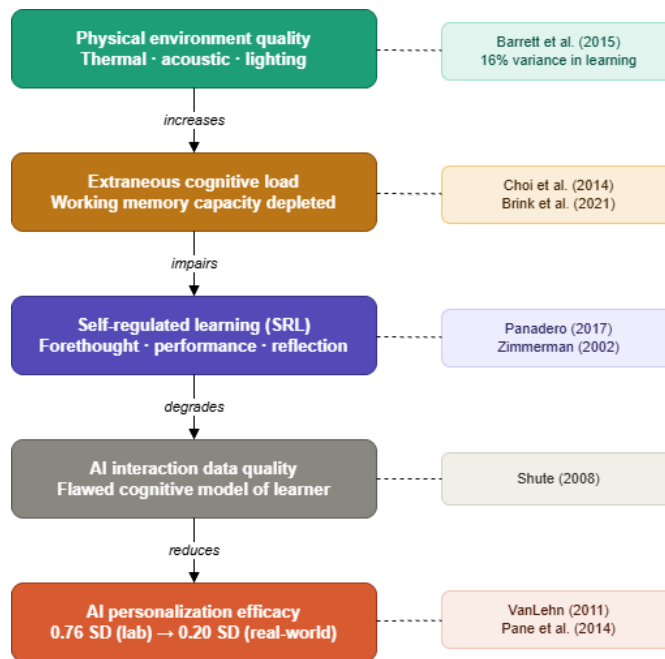 Physical environment quality
Thermal · acoustic · lighting
Barrett et al. (2015)
16% variance in learning
increases
Extraneous cognitive load
Working memory capacity depleted
Choi et al. (2014)
Brink et al. (2021)
impairs
Self-regulated learning (SRL)
Forethought · performance · reflection
Panadero (2017)
Zimmerman (2002)
degrades
AI interaction data quality
Flawed cognitive model of learner
Shute (2008)
reduces
AI personalization efficacy
0.76 SD (lab) → 0.20 SD (real-world)
VanLehn (2011)
Pane et al. (2014)